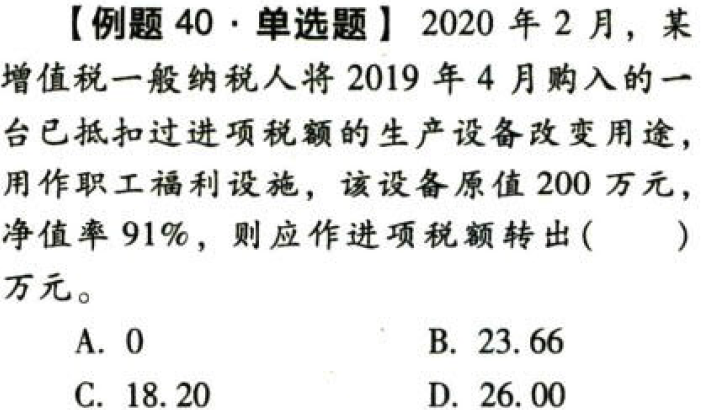 【例题 40·单选题】 2020 年 2 月，某
增值税一般纳税人将 2019 年 4 月购入的一
台已抵扣过进项税额的生产设备改变用途，
用作职工福利设施，该设备原值 200 万元，
净值率 91%，则应作进项税额转出(　　)
万元。
A. 0　　B. 23.66
C. 18.20　　D. 26.00